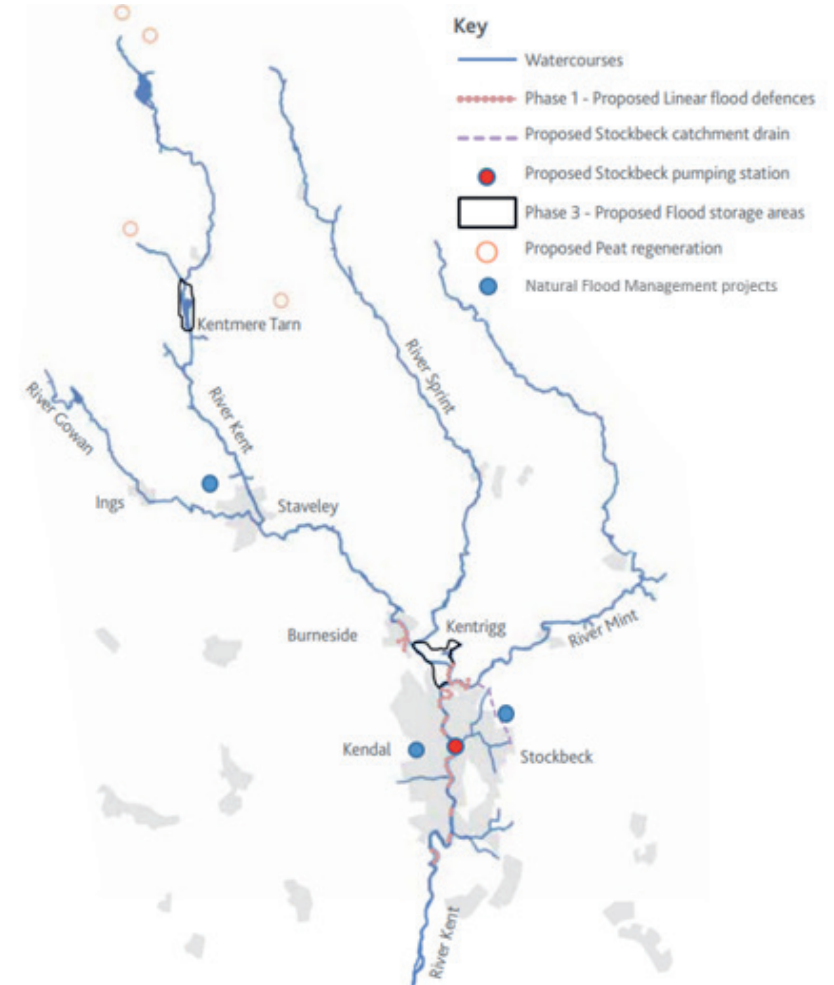 Key
Watercourses
Phase 1 - Proposed Linear flood defences
Proposed Stockbeck catchment drain
Proposed Stockbeck pumping station
Phase 3 - Proposed Flood storage areas
Proposed Peat regeneration
Natural Flood Management projects
Kentmere Tarn
River Sprint
River Gowan
River Kent
Ings
Staveley
Burneside
Kentrigg
River Mint
Kendal
Stockbeck
River Kent